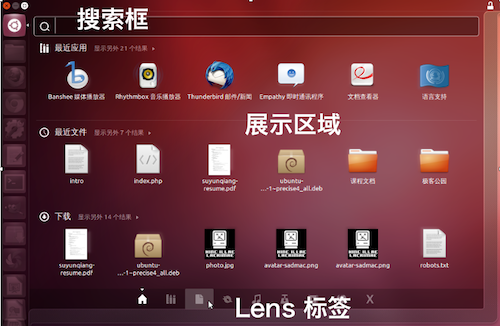 搜索框
最近应用 显示另外 21 个结果
Banshee 媒体播放器 Rhythmbox 音乐播放器 Thunderbird 邮件/新闻 Empathy 即时通讯程序 文档查看器 语言支持
展示区域
最近文件 显示另外 7 个结果
intro index.php suyunqiang-resume.pdf ubuntu-...-1~precise4_all.deb 课程文档 极客公园
下载 显示另外 14 个结果
suyunqiang-resume.pdf ubuntu-...-1~precise4_all.deb photo.jpg avatar-sadmac.png avatar-sadmac.png robots.txt
Lens 标签